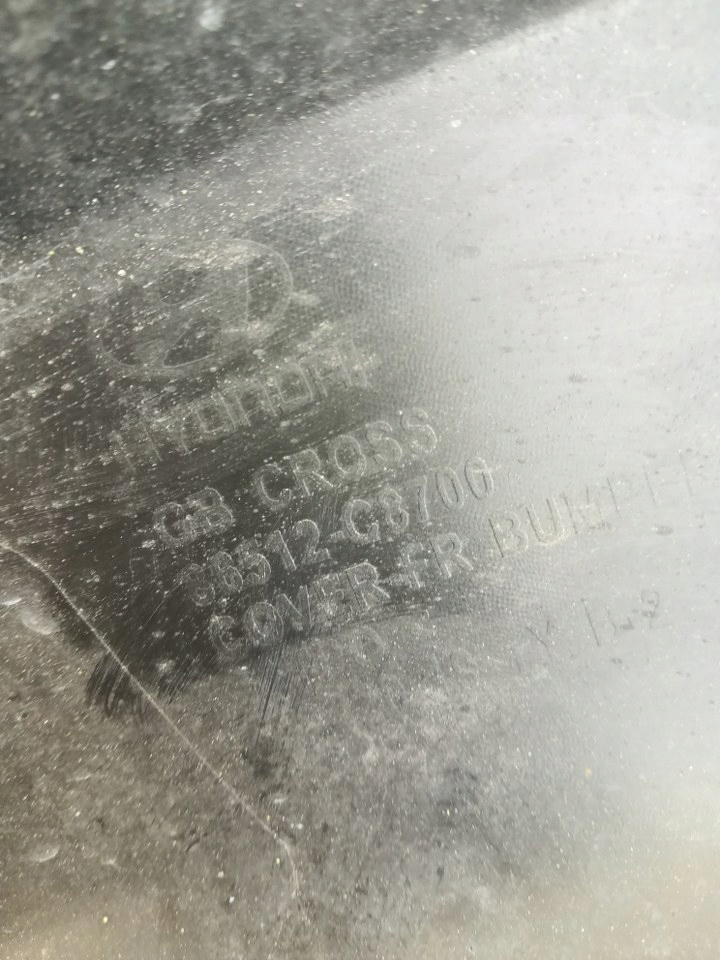 HYUNDAI
GB CROSS
86512-C8700
COVER-FR BUMPER